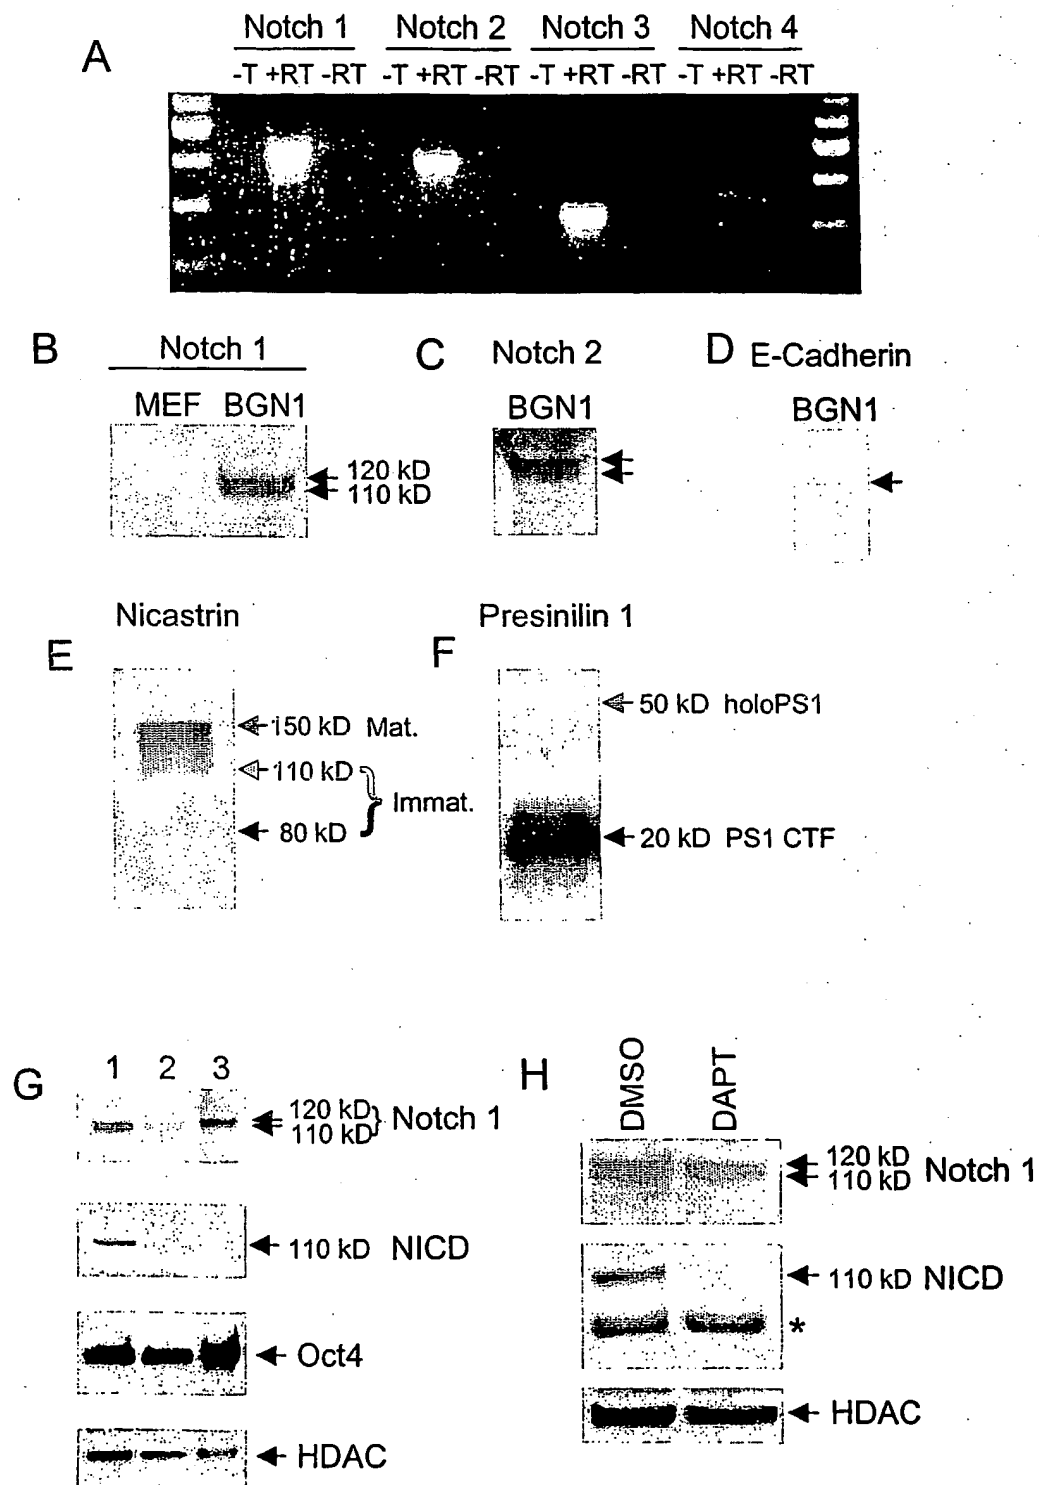 A
Notch 1 Notch 2 Notch 3 Notch 4
-T +RT -RT -T +RT -RT -T +RT -RT -T +RT -RT
B
Notch 1
MEF BGN1
120 kD
110 kD
C
Notch 2
BGN1
D
E-Cadherin
BGN1
E
Nicastrin
150 kD Mat.
110 kD
80 kD
} Immat.
F
Presinilin 1
50 kD holoPS1
20 kD PS1 CTF
G
1 2 3
120 kD
110 kD
} Notch 1
110 kD NICD
Oct4
HDAC
H
DMSO DAPT
120 kD
110 kD
Notch 1
110 kD NICD
*
HDAC